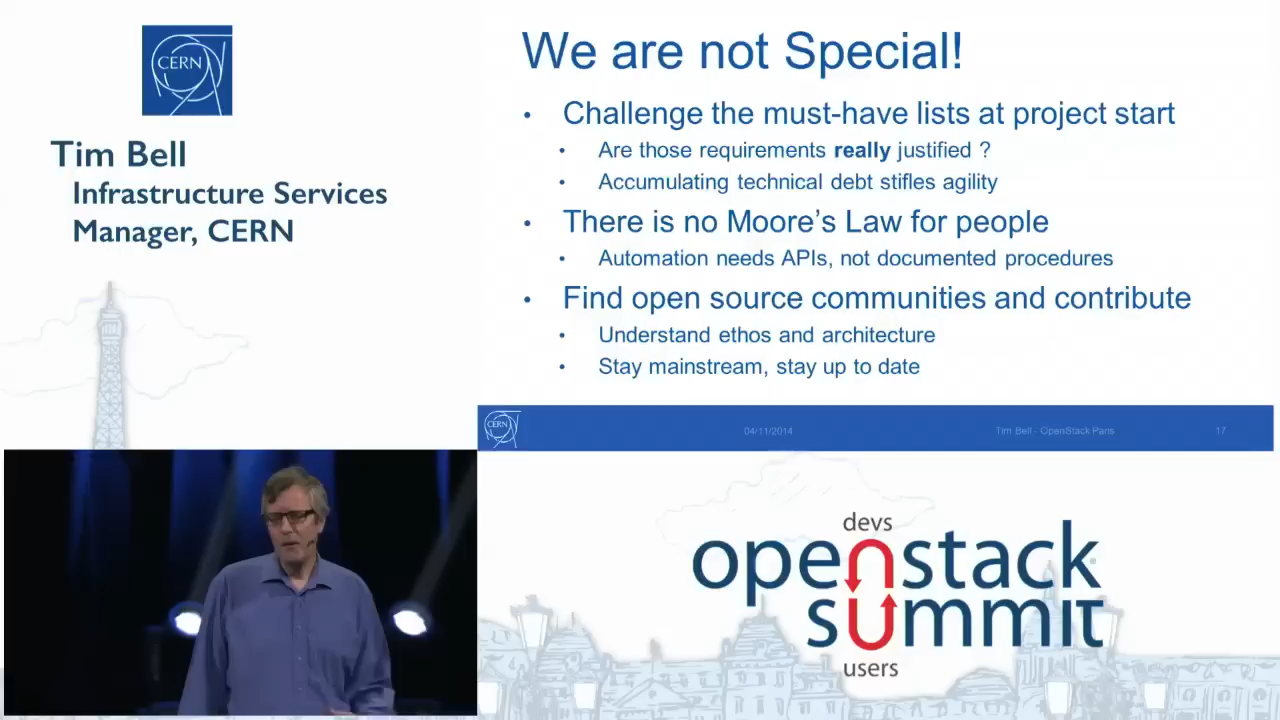 CERN
Tim Bell
Infrastructure Services
Manager, CERN
We are not Special!
• Challenge the must-have lists at project start
• Are those requirements really justified ?
• Accumulating technical debt stifles agility
• There is no Moore's Law for people
• Automation needs APIs, not documented procedures
• Find open source communities and contribute
• Understand ethos and architecture
• Stay mainstream, stay up to date
CERN
04/11/2014
Tim Bell - OpenStack Paris
17
devs
openstack
summit
users